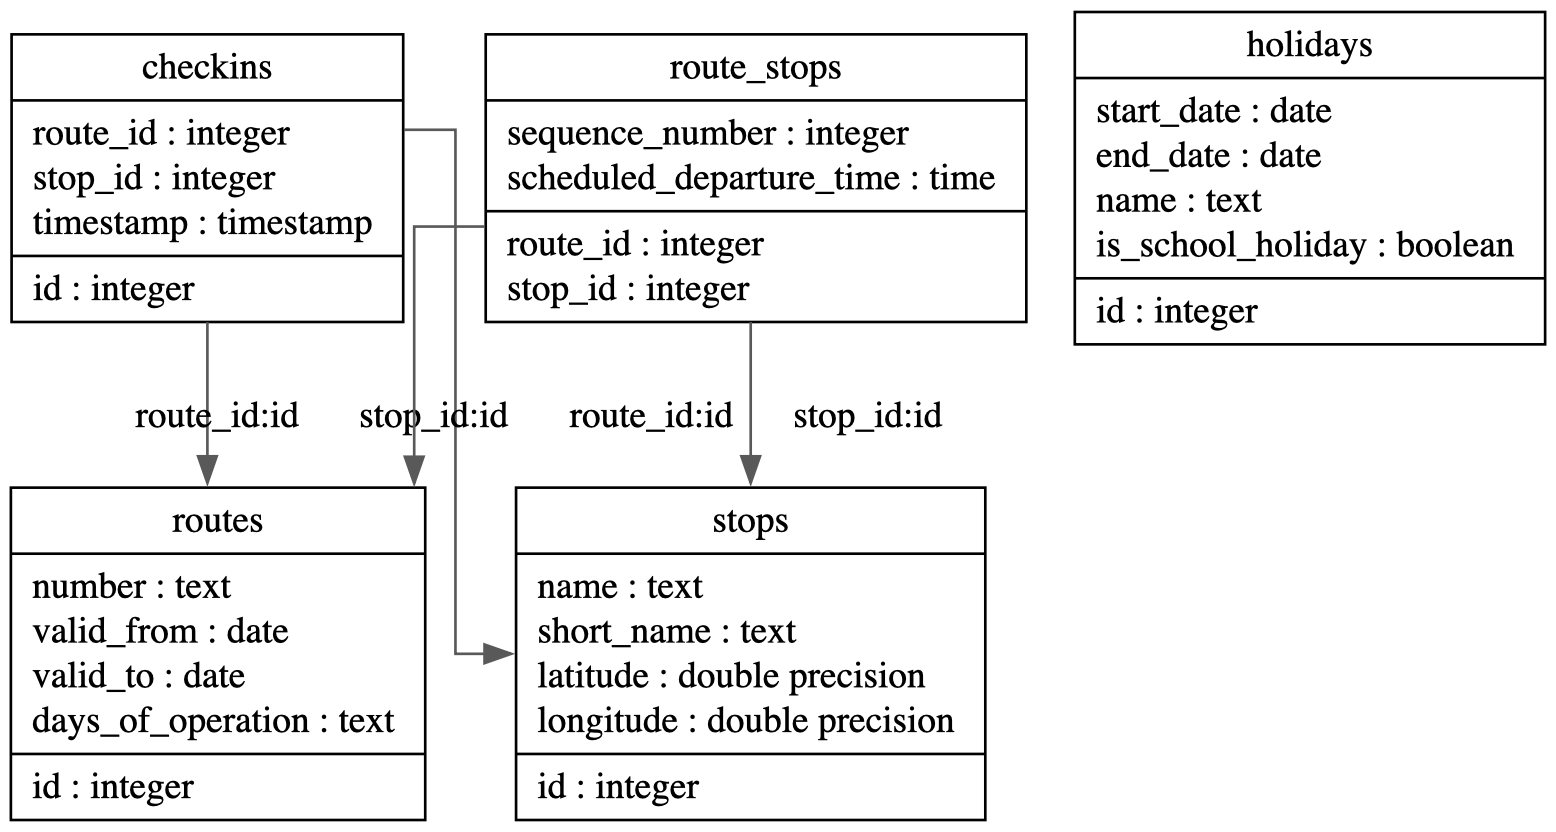 checkins
route_id : integer
stop_id : integer
timestamp : timestamp
id : integer
route_stops
sequence_number : integer
scheduled_departure_time : time
route_id : integer
stop_id : integer
holidays
start_date : date
end_date : date
name : text
is_school_holiday : boolean
id : integer
route_id:id
stop_id:id
route_id:id
stop_id:id
routes
number : text
valid_from : date
valid_to : date
days_of_operation : text
id : integer
stops
name : text
short_name : text
latitude : double precision
longitude : double precision
id : integer